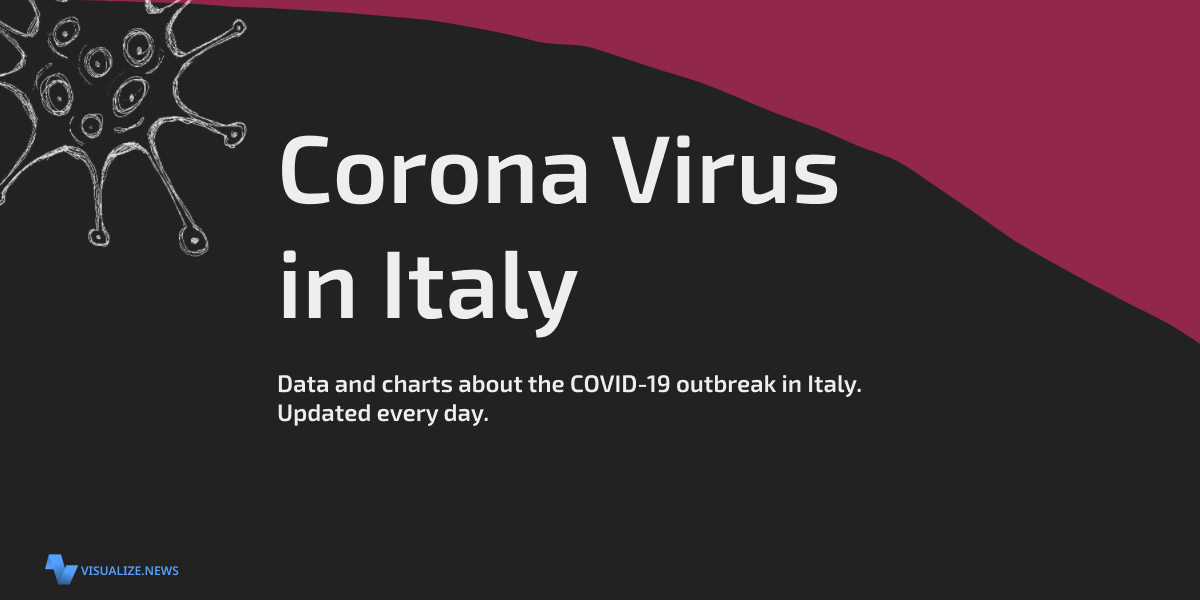 Corona Virus
in Italy
Data and charts about the COVID-19 outbreak in Italy.
Updated every day.
VISUALIZE.NEWS